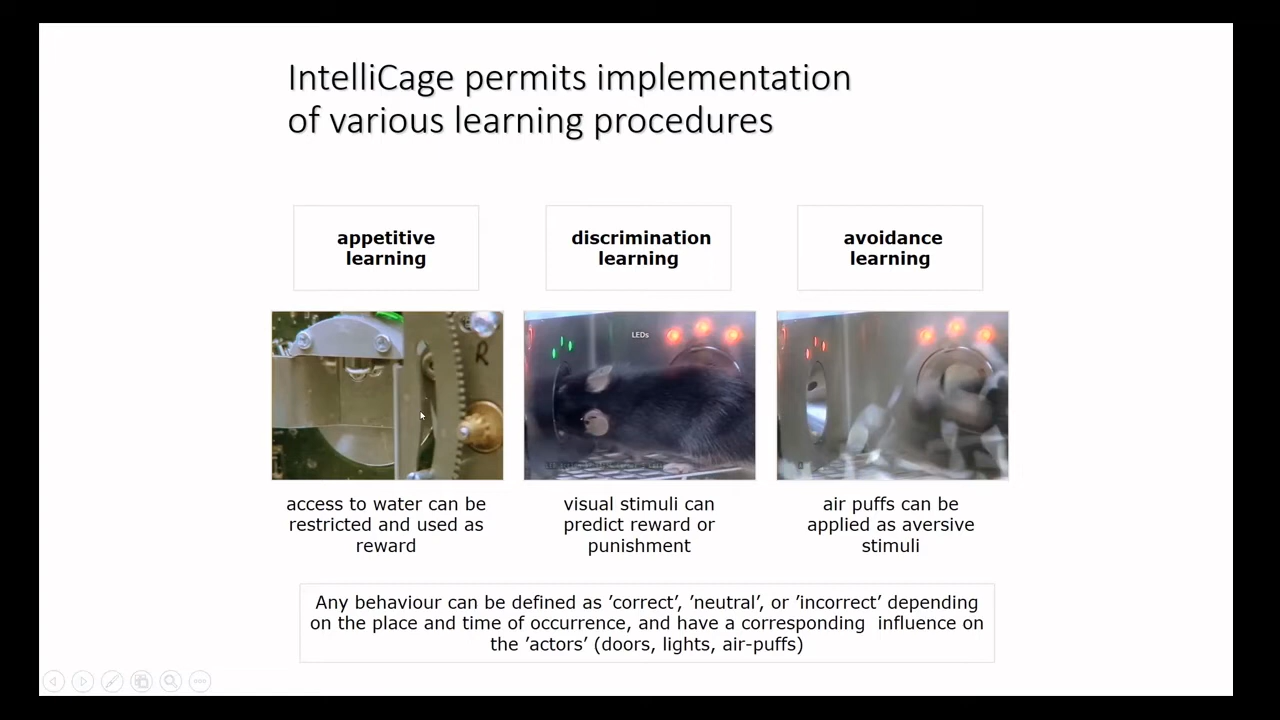 IntelliCage permits implementation
of various learning procedures
appetitive
learning
discrimination
learning
avoidance
learning
R
LEDs
access to water can be
restricted and used as
reward
visual stimuli can
predict reward or
punishment
air puffs can be
applied as aversive
stimuli
Any behaviour can be defined as ’correct’, ’neutral’, or ’incorrect’ depending
on the place and time of occurrence, and have a corresponding  influence on
the ’actors’ (doors, lights, air-puffs)